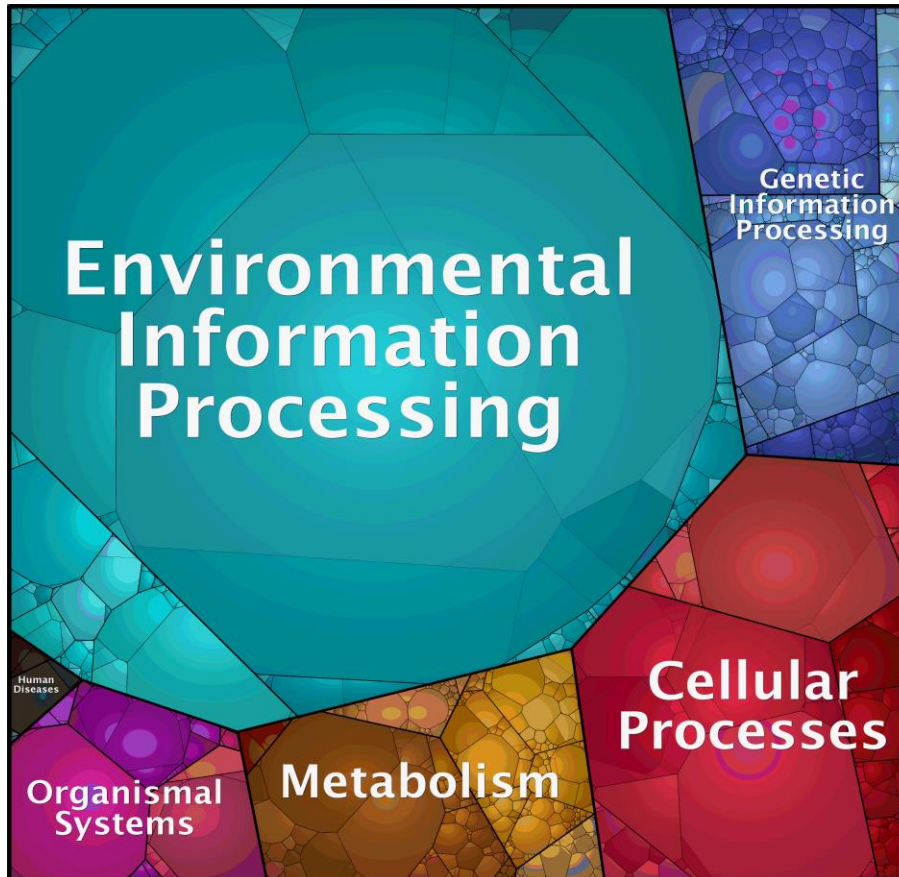 Genetic
Information
Processing
Environmental
Information
Processing
Human
Diseases
Cellular
Processes
Metabolism
Organismal
Systems